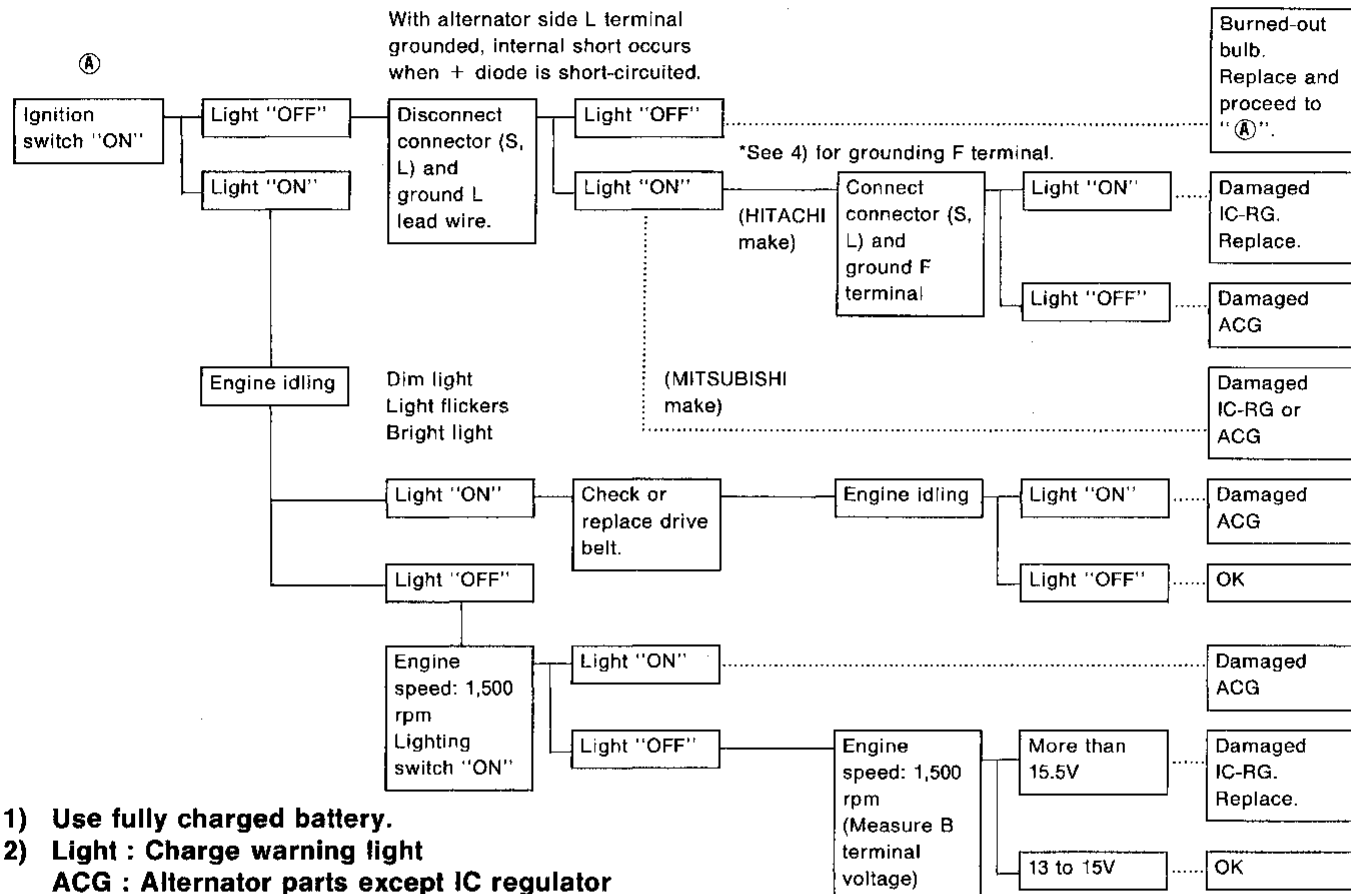 With alternator side L terminal
grounded, internal short occurs
when + diode is short-circuited.
Ⓐ
Ignition
switch "ON"
Light "OFF"
Light "ON"
Disconnect
connector (S,
L) and
ground L
lead wire.
Light "OFF"
Burned-out
bulb.
Replace and
proceed to
"Ⓐ".
*See 4) for grounding F terminal.
Light "ON"
(HITACHI
make)
Connect
connector (S,
L) and
ground F
terminal
Light "ON"
Damaged
IC-RG.
Replace.
Light "OFF"
Damaged
ACG
Engine idling
Dim light
Light flickers
Bright light
(MITSUBISHI
make)
Damaged
IC-RG or
ACG
Light "ON"
Check or
replace drive
belt.
Engine idling
Light "ON"
Damaged
ACG
Light "OFF"
Light "OFF"
OK
Engine
speed: 1,500
rpm
Lighting
switch "ON"
Light "ON"
Damaged
ACG
Light "OFF"
Engine
speed: 1,500
rpm
(Measure B
terminal
voltage)
More than
15.5V
Damaged
IC-RG.
Replace.
13 to 15V
OK
1) Use fully charged battery.
2) Light : Charge warning light
ACG : Alternator parts except IC regulator